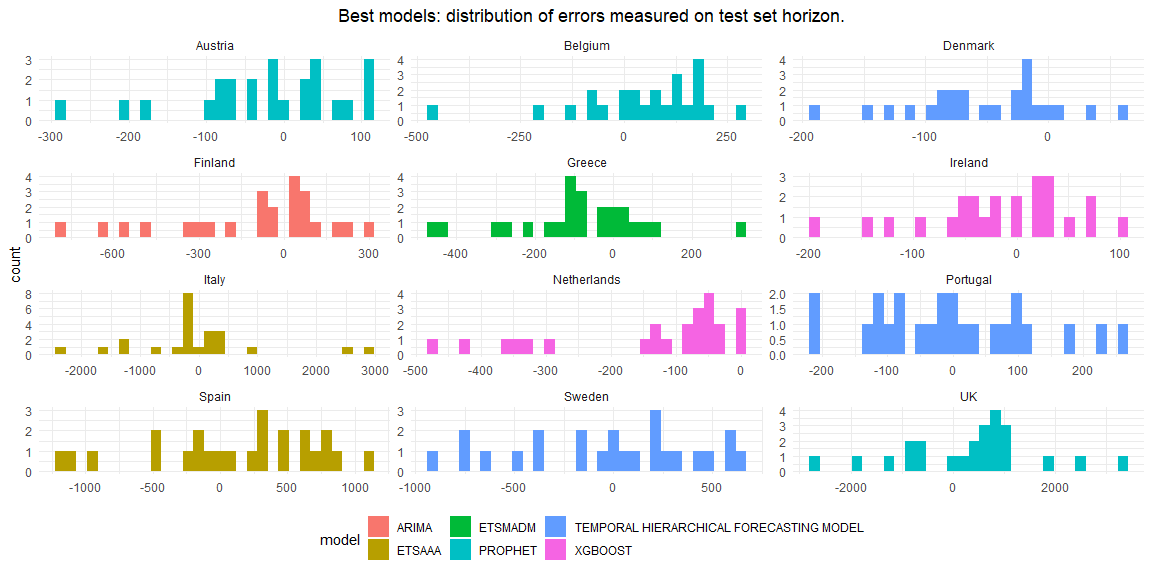 Best models: distribution of errors measured on test set horizon.
Austria
Belgium
Denmark
3
2
1
0
4
3
2
1
0
4
3
2
1
0
-300 -200 -100 0 100
-500 -250 0 250
-200 -100 0
Finland
Greece
Ireland
4
3
2
1
0
4
3
2
1
0
3
2
1
0
-600 -300 0 300
-400 -200 0 200
-200 -100 0 100
count
Italy
Netherlands
Portugal
8
6
4
2
0
4
3
2
1
0
2.0
1.5
1.0
0.5
0.0
-2000 -1000 0 1000 2000 3000
-500 -400 -300 -200 -100 0
-200 -100 0 100 200
Spain
Sweden
UK
3
2
1
0
3
2
1
0
4
3
2
1
0
-1000 -500 0 500 1000
-1000 -500 0 500
-2000 0 2000
model
ARIMA
ETSMADM
TEMPORAL HIERARCHICAL FORECASTING MODEL
ETSAAA
PROPHET
XGBOOST